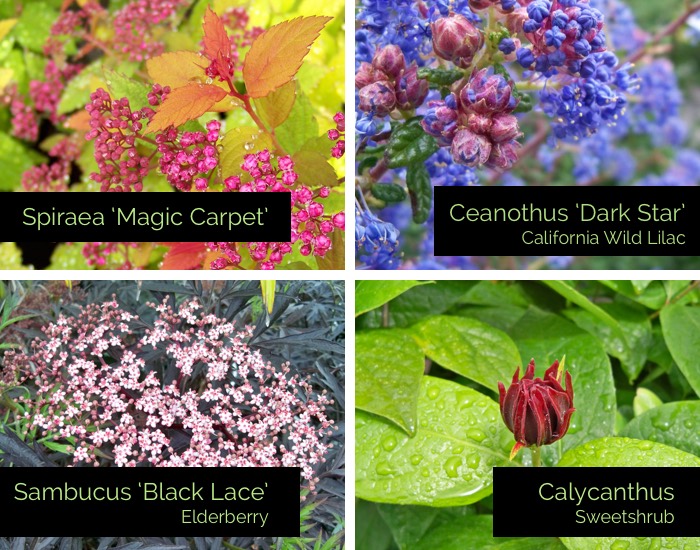 Spiraea ‘Magic Carpet’
Ceanothus ‘Dark Star’
California Wild Lilac
Sambucus ‘Black Lace’
Elderberry
Calycanthus
Sweetshrub